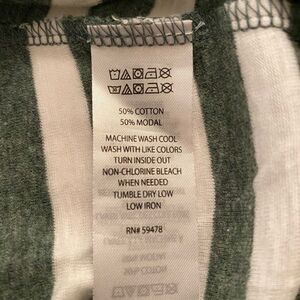 50% COTTON
50% MODAL
MACHINE WASH COOL
WASH WITH LIKE COLORS
TURN INSIDE OUT
NON-CHLORINE BLEACH
WHEN NEEDED
TUMBLE DRY LOW
LOW IRON
RN# 59478